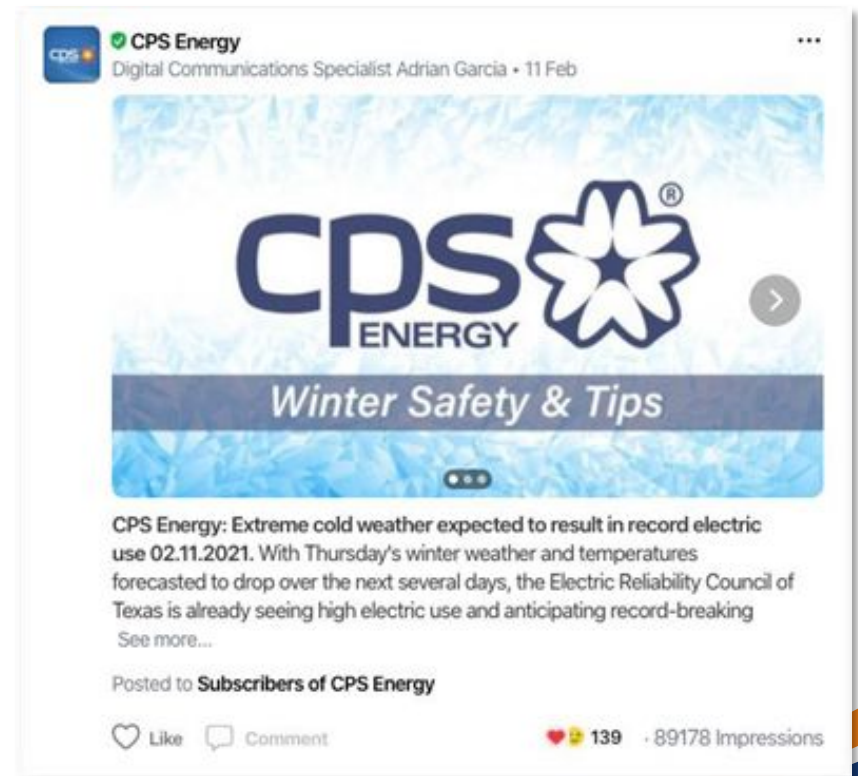 cps
CPS Energy
...
Digital Communications Specialist Adrian Garcia • 11 Feb
cps ®
ENERGY
Winter Safety & Tips
CPS Energy: Extreme cold weather expected to result in record electric
use 02.11.2021. With Thursday's winter weather and temperatures
forecasted to drop over the next several days, the Electric Reliability Council of
Texas is already seeing high electric use and anticipating record-breaking
See more...
Posted to Subscribers of CPS Energy
Like Comment 139 · 89178 Impressions